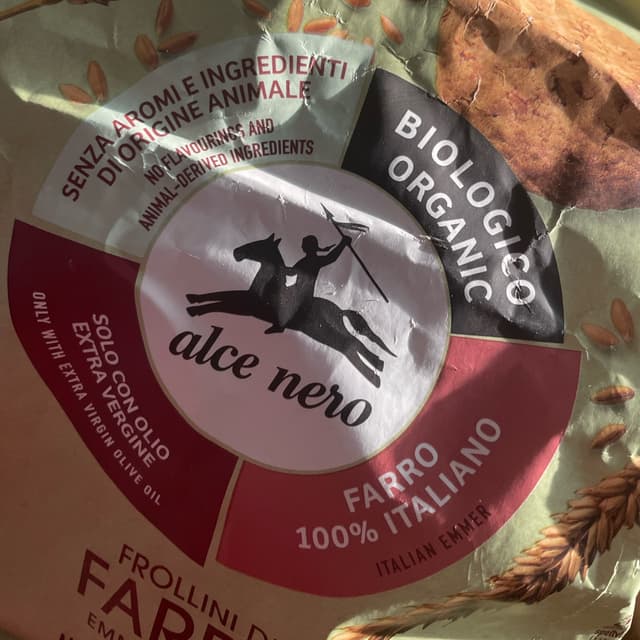 SENZA AROMI E INGREDIENTI
DI ORIGINE ANIMALE
NO FLAVOURINGS AND
ANIMAL-DERIVED INGREDIENTS
BIOLOGICO
ORGANIC
alce nero
SOLO CON OLIO
EXTRA VERGINE
ONLY WITH EXTRA VIRGIN OLIVE OIL
FARRO
100% ITALIANO
ITALIAN EMMER
FROLLINI